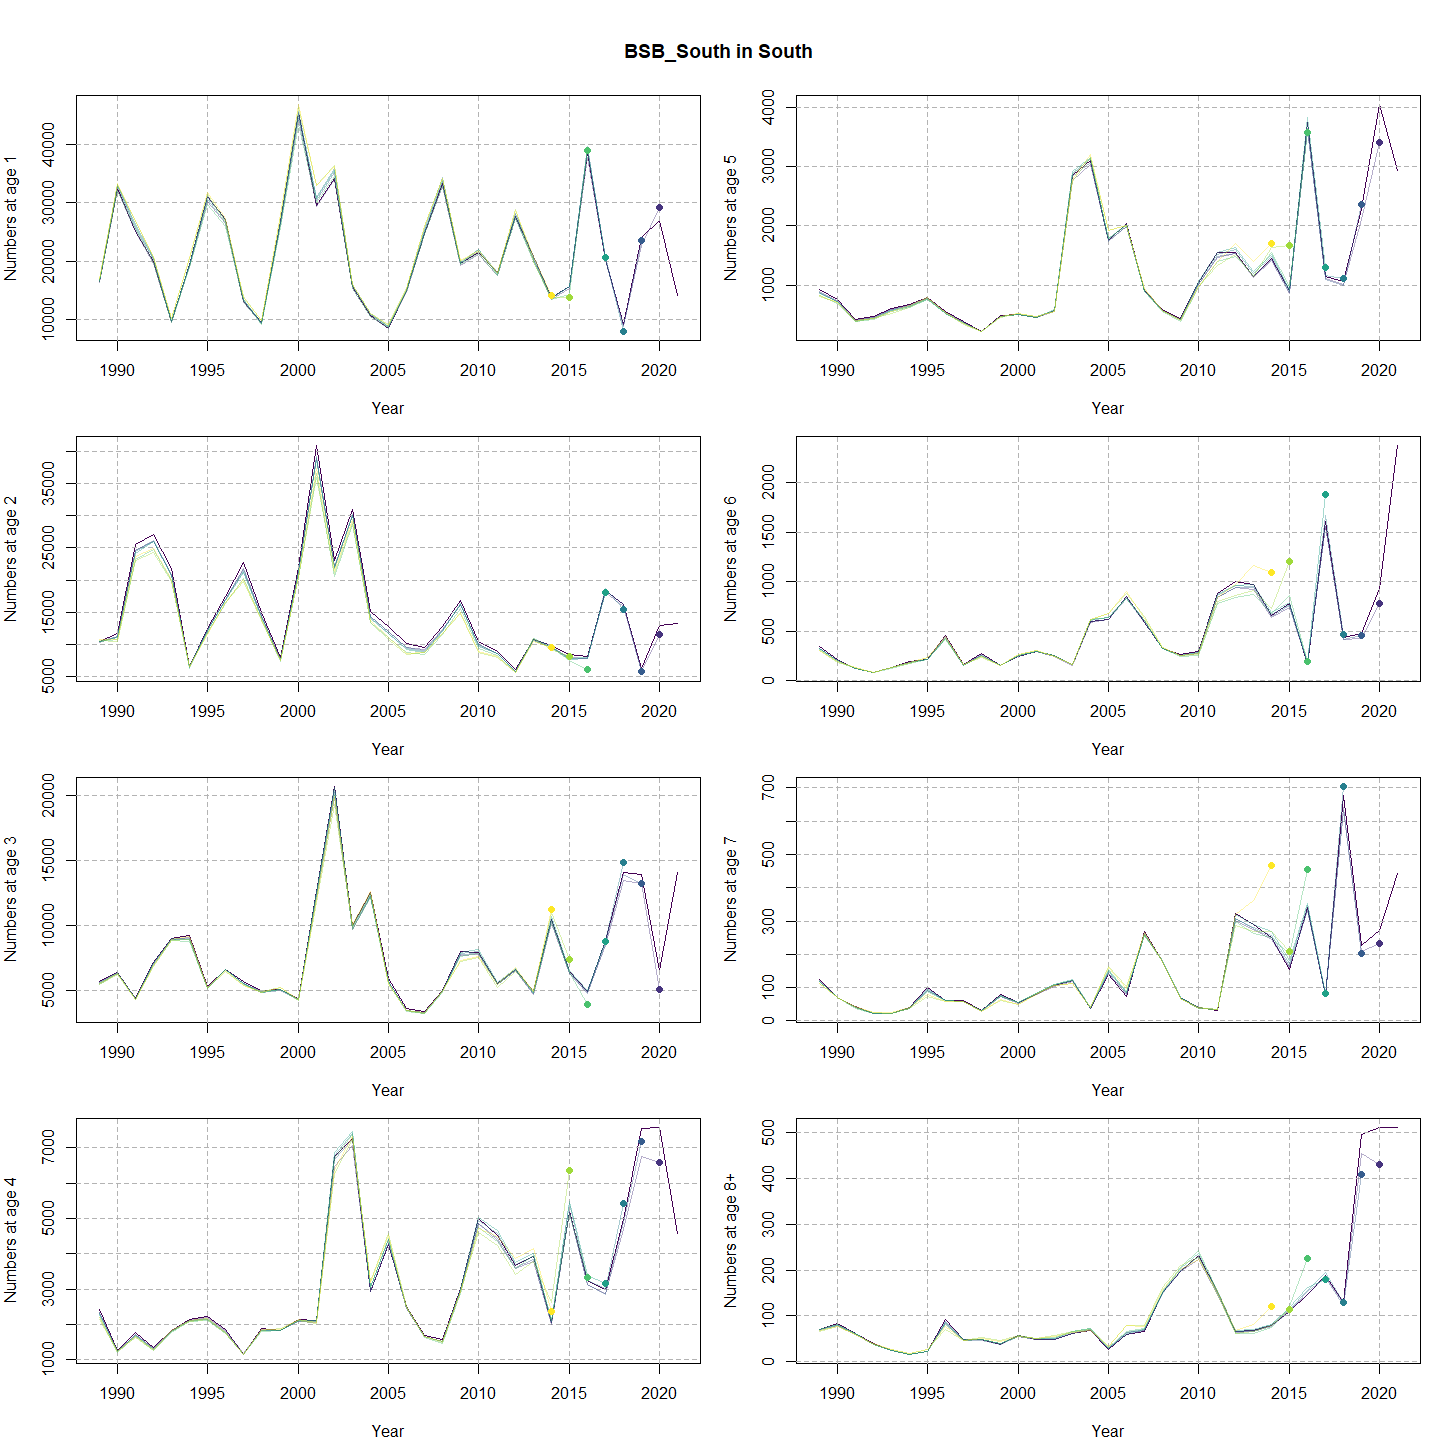 BSB_South in South
Numbers at age 1
10000 20000 30000 40000
1990 1995 2000 2005 2010 2015 2020
Year
Numbers at age 5
1000 2000 3000 4000
1990 1995 2000 2005 2010 2015 2020
Year
Numbers at age 2
5000 15000 25000 35000
1990 1995 2000 2005 2010 2015 2020
Year
Numbers at age 6
0 500 1000 1500 2000
1990 1995 2000 2005 2010 2015 2020
Year
Numbers at age 3
5000 10000 15000 20000
1990 1995 2000 2005 2010 2015 2020
Year
Numbers at age 7
0 100 300 500 700
1990 1995 2000 2005 2010 2015 2020
Year
Numbers at age 4
1000 3000 5000 7000
1990 1995 2000 2005 2010 2015 2020
Year
Numbers at age 8+
0 100 200 300 400 500
1990 1995 2000 2005 2010 2015 2020
Year